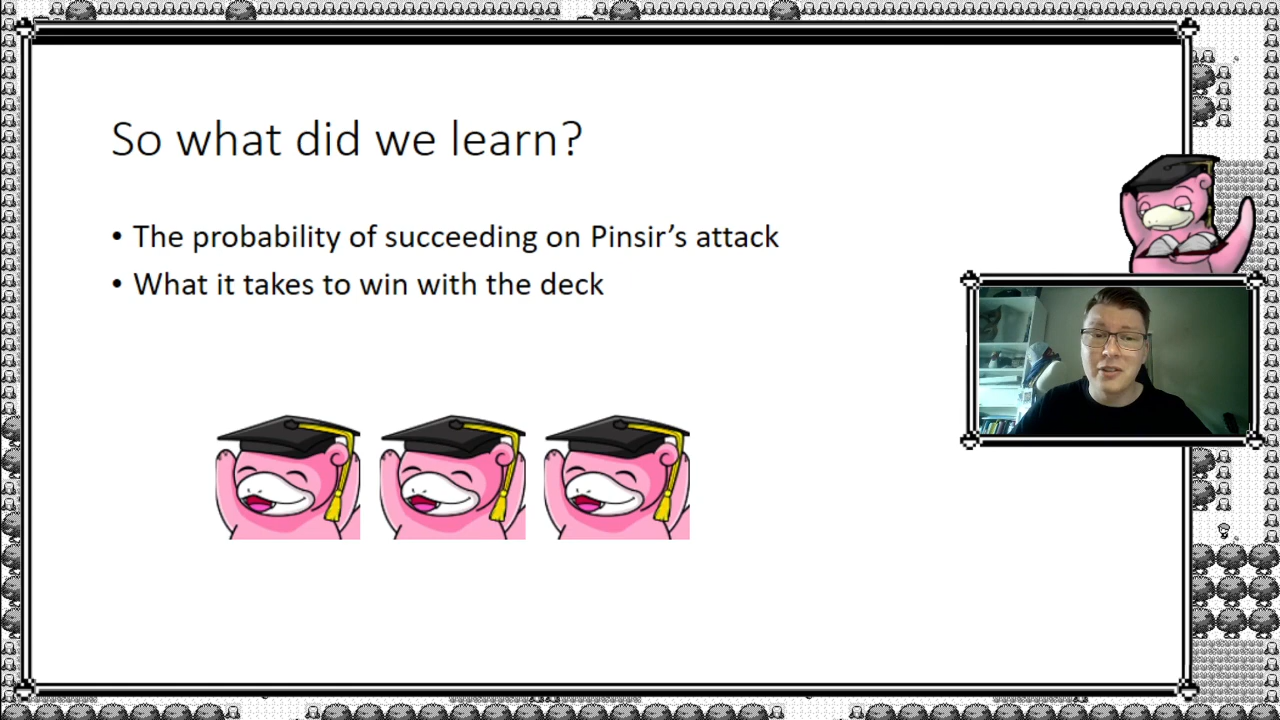 So what did we learn?
• The probability of succeeding on Pinsir’s attack
• What it takes to win with the deck